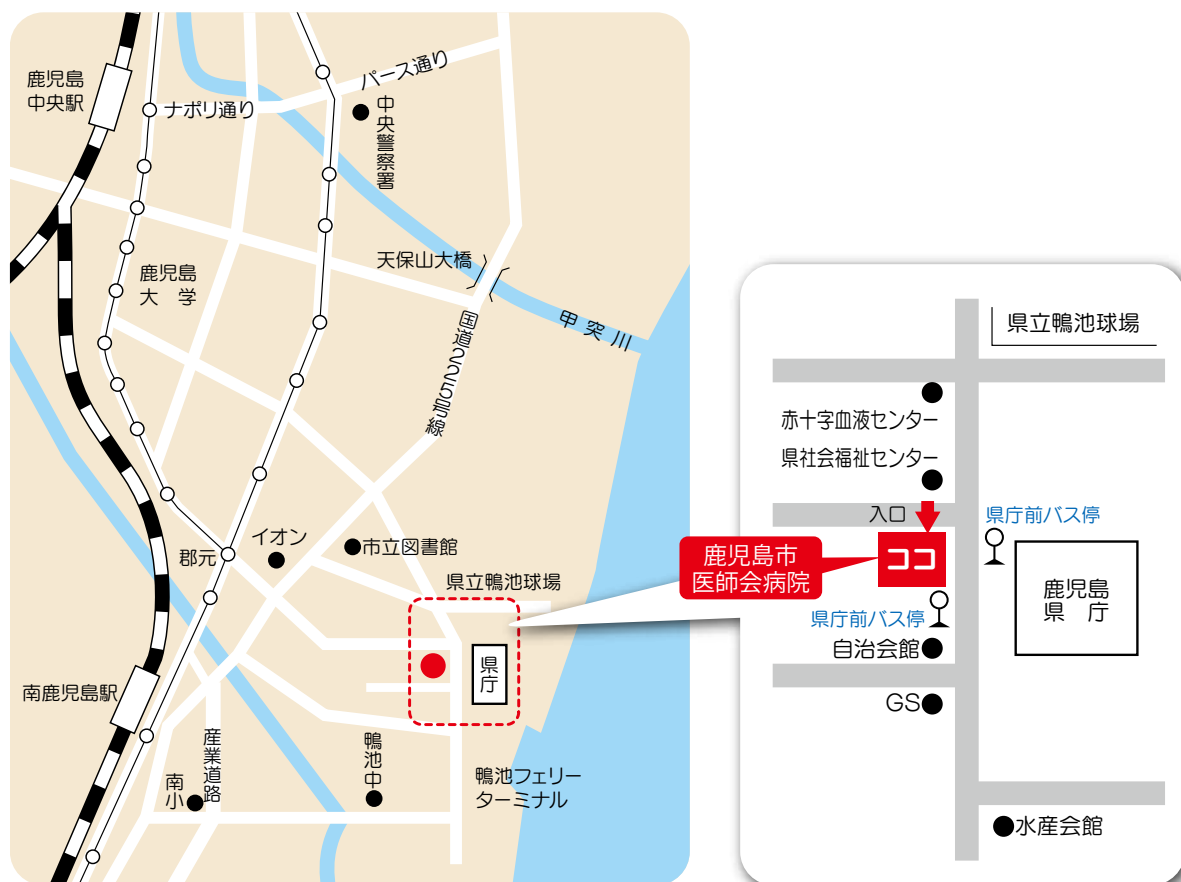 鹿児島
中央駅
ナポリ通り
パース通り
中央警察署
鹿児島
大 学
天保山大橋
甲突川
国道225号線
イオン
市立図書館
郡元
県立鴨池球場
県庁
南鹿児島駅
産業道路
南小
鴨池中
鴨池フェリー
ターミナル
県立鴨池球場
赤十字血液センター
県社会福祉センター
入口
県庁前バス停
ココ
鹿児島市
医師会病院
鹿児島
県 庁
県庁前バス停
自治会館
GS
水産会館